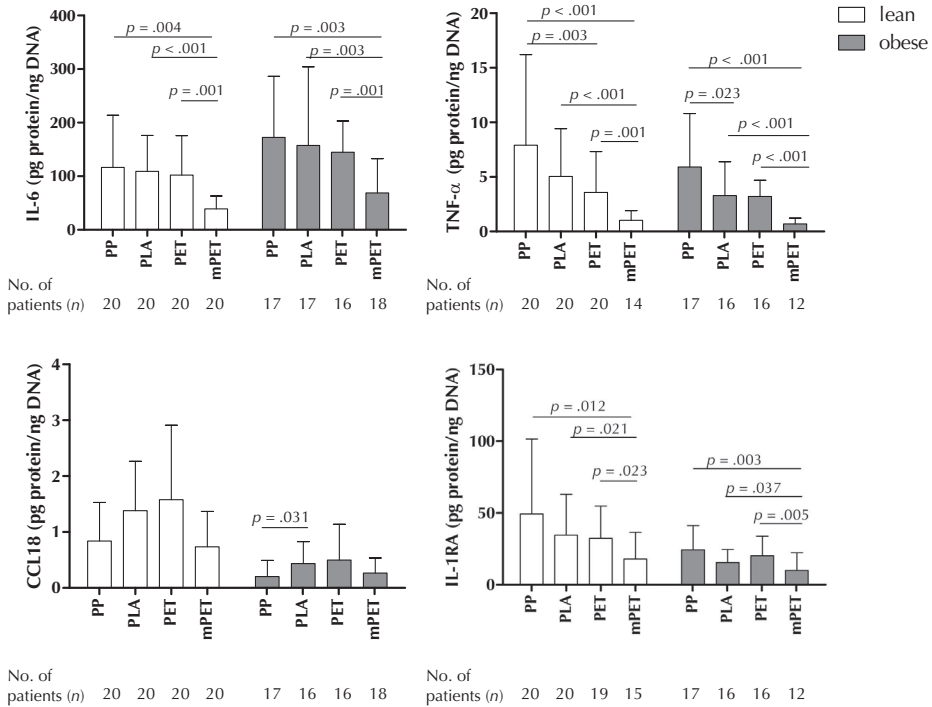 lean
obese
IL-6 (pg protein/ng DNA)
400
300
200
100
0
p = .004
p < .001
p = .001
p = .003
p = .003
p = .001
PP PLA PET mPET PP PLA PET mPET
No. of
patients (n) 20 20 20 20 17 17 16 18
TNF-α (pg protein/ng DNA)
20
15
10
5
0
p < .001
p = .003
p < .001
p = .001
p < .001
p = .023
p < .001
p < .001
PP PLA PET mPET PP PLA PET mPET
No. of
patients (n) 20 20 20 14 17 16 16 12
CCL18 (pg protein/ng DNA)
4
3
2
1
0
p = .031
PP PLA PET mPET PP PLA PET mPET
No. of
patients (n) 20 20 20 20 17 16 16 18
IL-1RA (pg protein/ng DNA)
150
100
50
0
p = .012
p = .021
p = .023
p = .003
p = .037
p = .005
PP PLA PET mPET PP PLA PET mPET
No. of
patients (n) 20 20 19 15 17 16 16 12